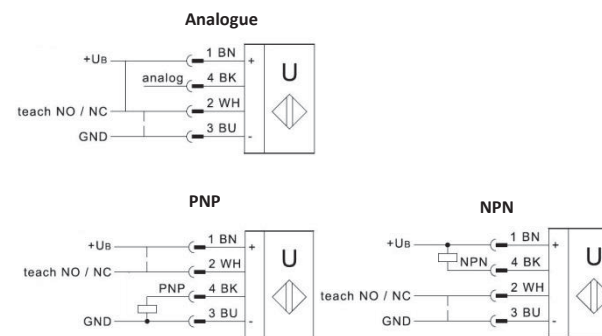 Analogue
+UB 1 BN +
U
analog 4 BK
teach NO / NC 2 WH
GND 3 BU -
PNP
+UB 1 BN +
U
teach NO / NC 2 WH
PNP 4 BK
GND 3 BU -
NPN
+UB 1 BN +
U
NPN 4 BK
teach NO / NC 2 WH
GND 3 BU -